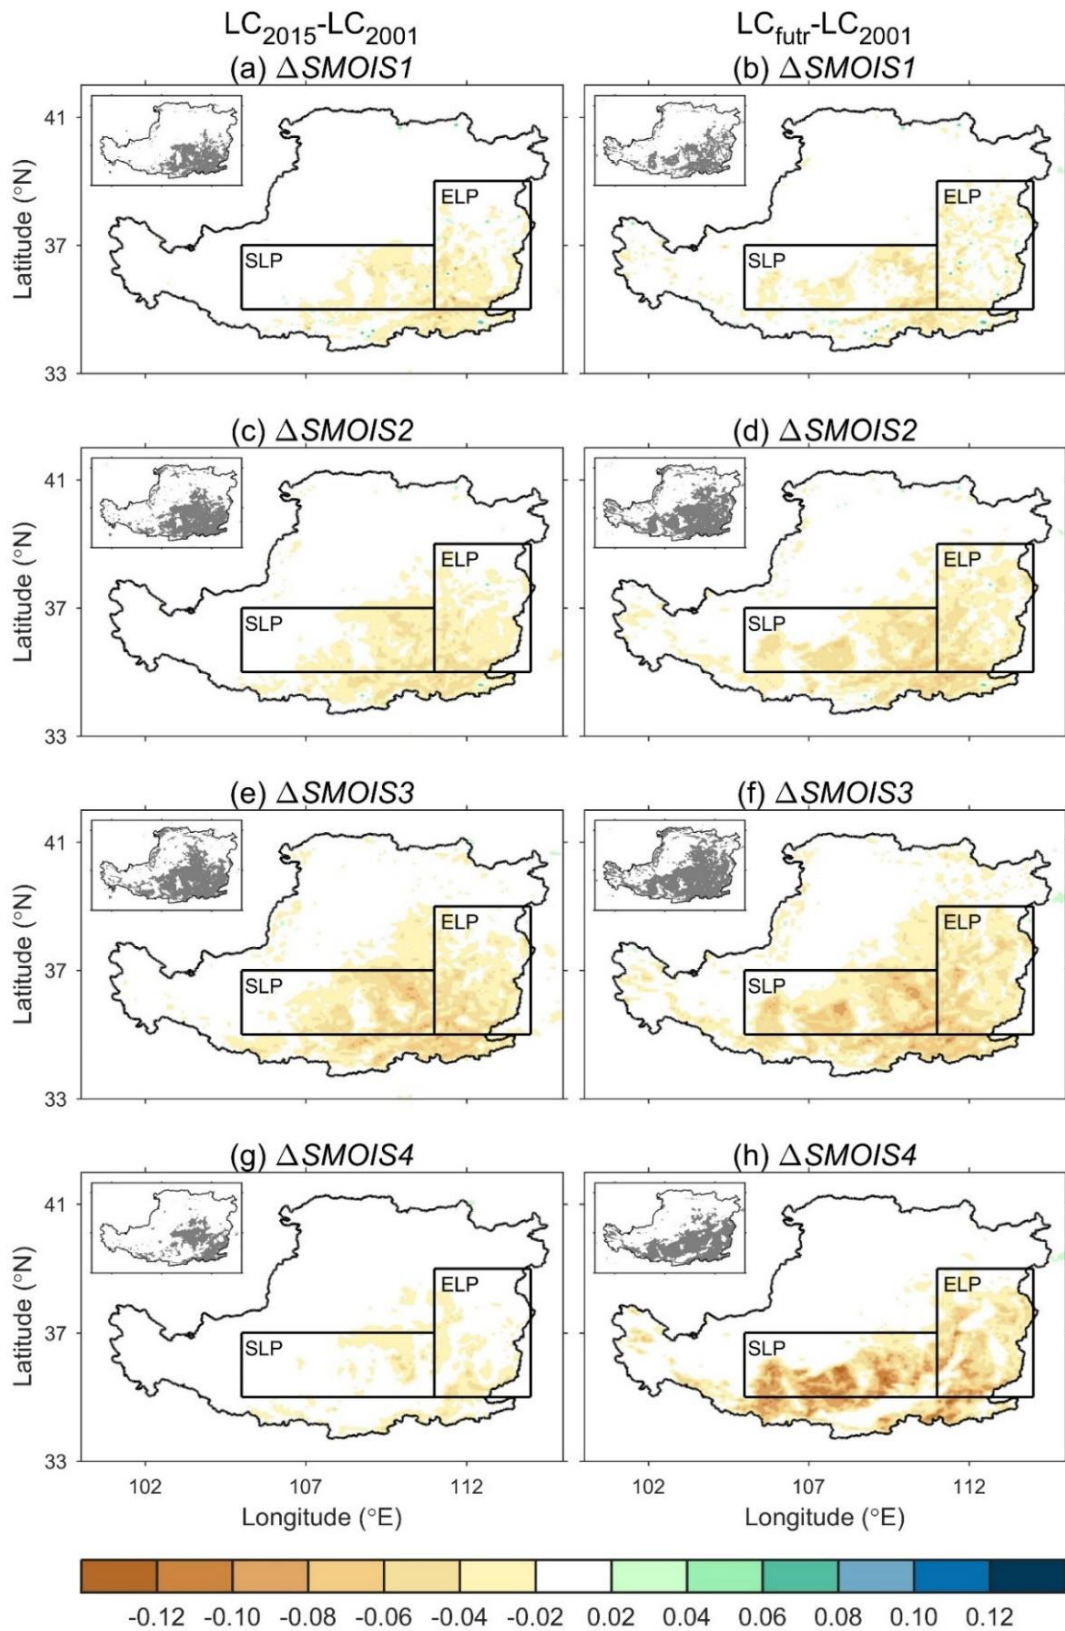 LC2015-LC2001
LCfutr-LC2001
(a) ΔSMOIS1
(b) ΔSMOIS1
41
37
33
Latitude (°N)
SLP
ELP
SLP
ELP
(c) ΔSMOIS2
(d) ΔSMOIS2
41
37
33
Latitude (°N)
SLP
ELP
SLP
ELP
(e) ΔSMOIS3
(f) ΔSMOIS3
41
37
33
Latitude (°N)
SLP
ELP
SLP
ELP
(g) ΔSMOIS4
(h) ΔSMOIS4
41
37
33
Latitude (°N)
SLP
ELP
SLP
ELP
102 107 112
102 107 112
Longitude (°E)
Longitude (°E)
-0.12 -0.10 -0.08 -0.06 -0.04 -0.02 0.02 0.04 0.06 0.08 0.10 0.12